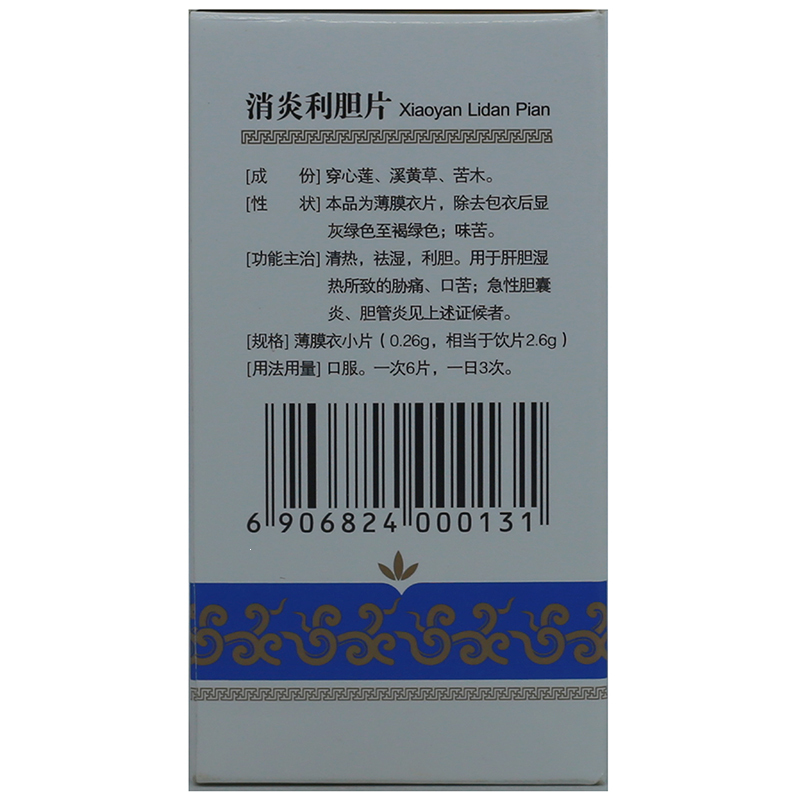 消炎利胆片 Xiaoyan Lidan Pian
[成 份] 穿心莲、溪黄草、苦木。
[性 状] 本品为薄膜衣片，除去包衣后显
灰绿色至褐绿色；味苦。
[功能主治] 清热，祛湿，利胆。用于肝胆湿
热所致的胁痛、口苦；急性胆囊
炎、胆管炎见上述证候者。
[规格] 薄膜衣小片（0.26g，相当于饮片2.6g）
[用法用量] 口服。一次6片，一日3次。
6 906824 000131